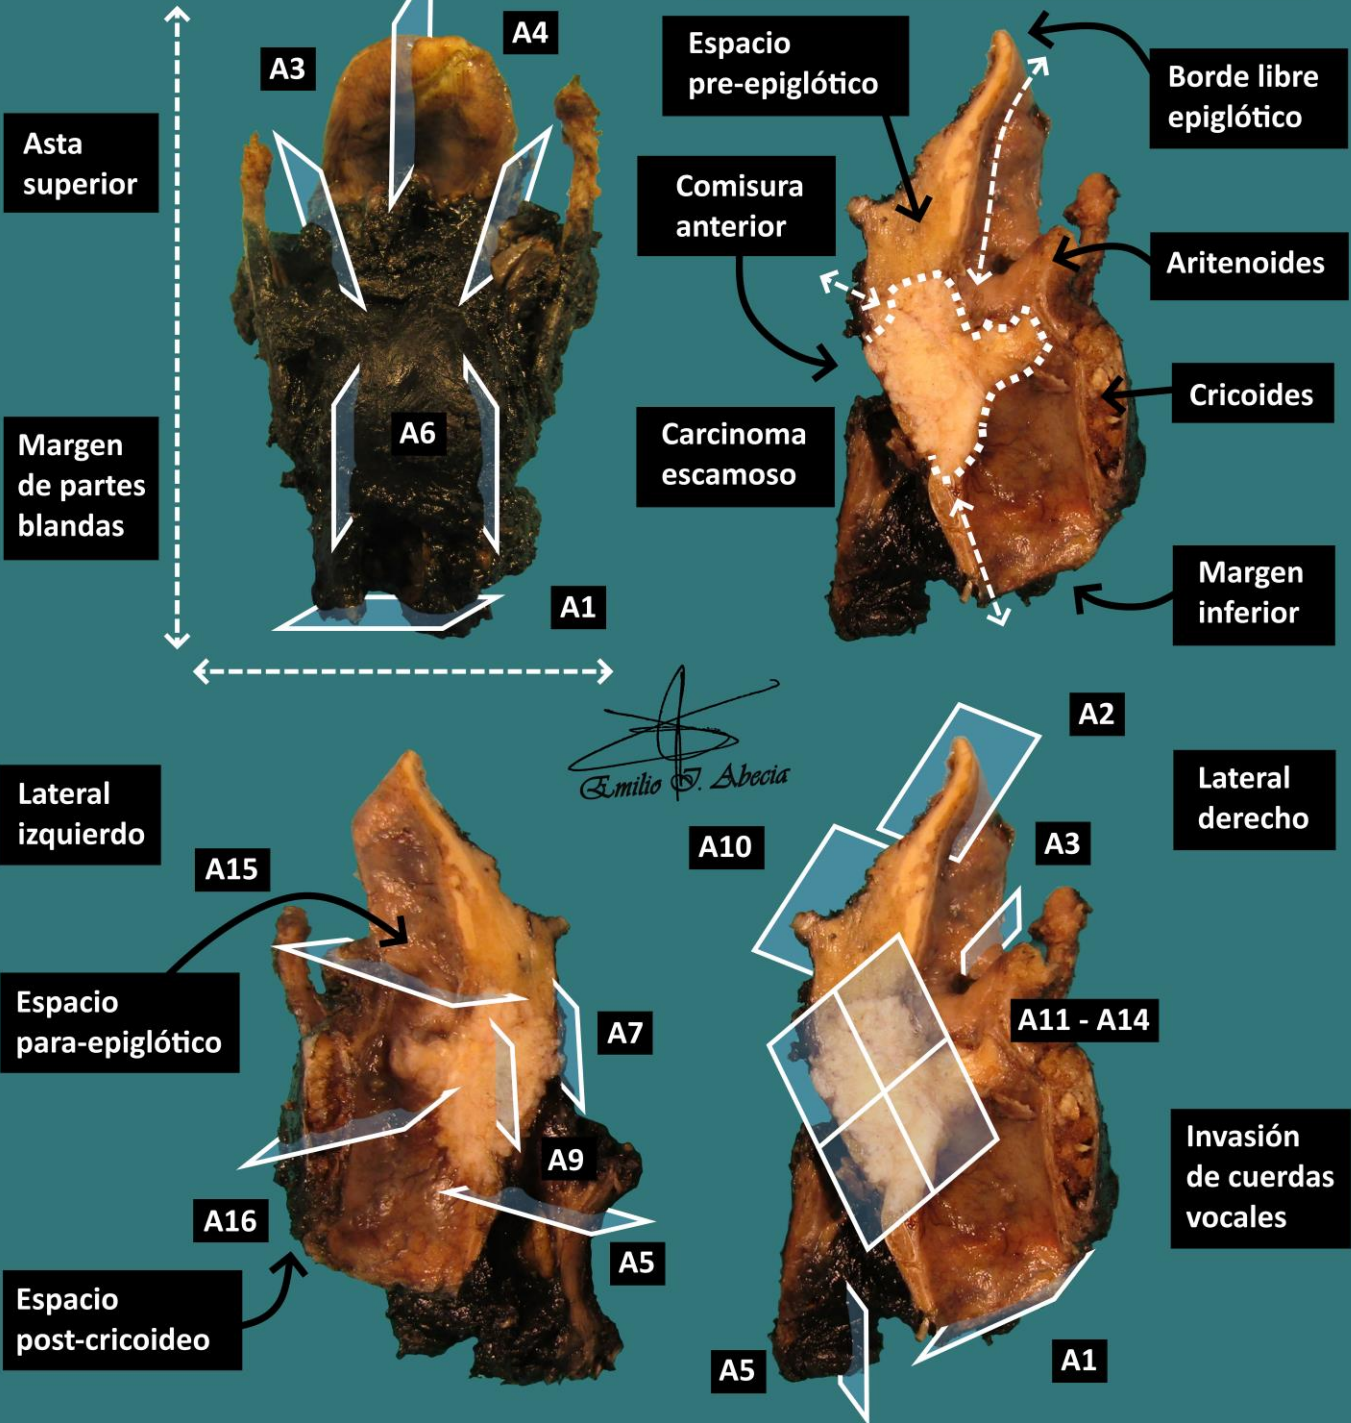 A4
A3
Asta
superior
Margen
de partes
blandas
A6
A1
Espacio
pre-epiglótico
Borde libre
epiglótico
Comisura
anterior
Aritenoides
Cricoides
Carcinoma
escamoso
Margen
inferior
Emilio J. Abecia
Lateral
izquierdo
A15
Espacio
para-epiglótico
A7
A9
A16
A5
Espacio
post-cricoideo
A2
Lateral
derecho
A10
A3
A11 - A14
Invasión
de cuerdas
vocales
A5
A1